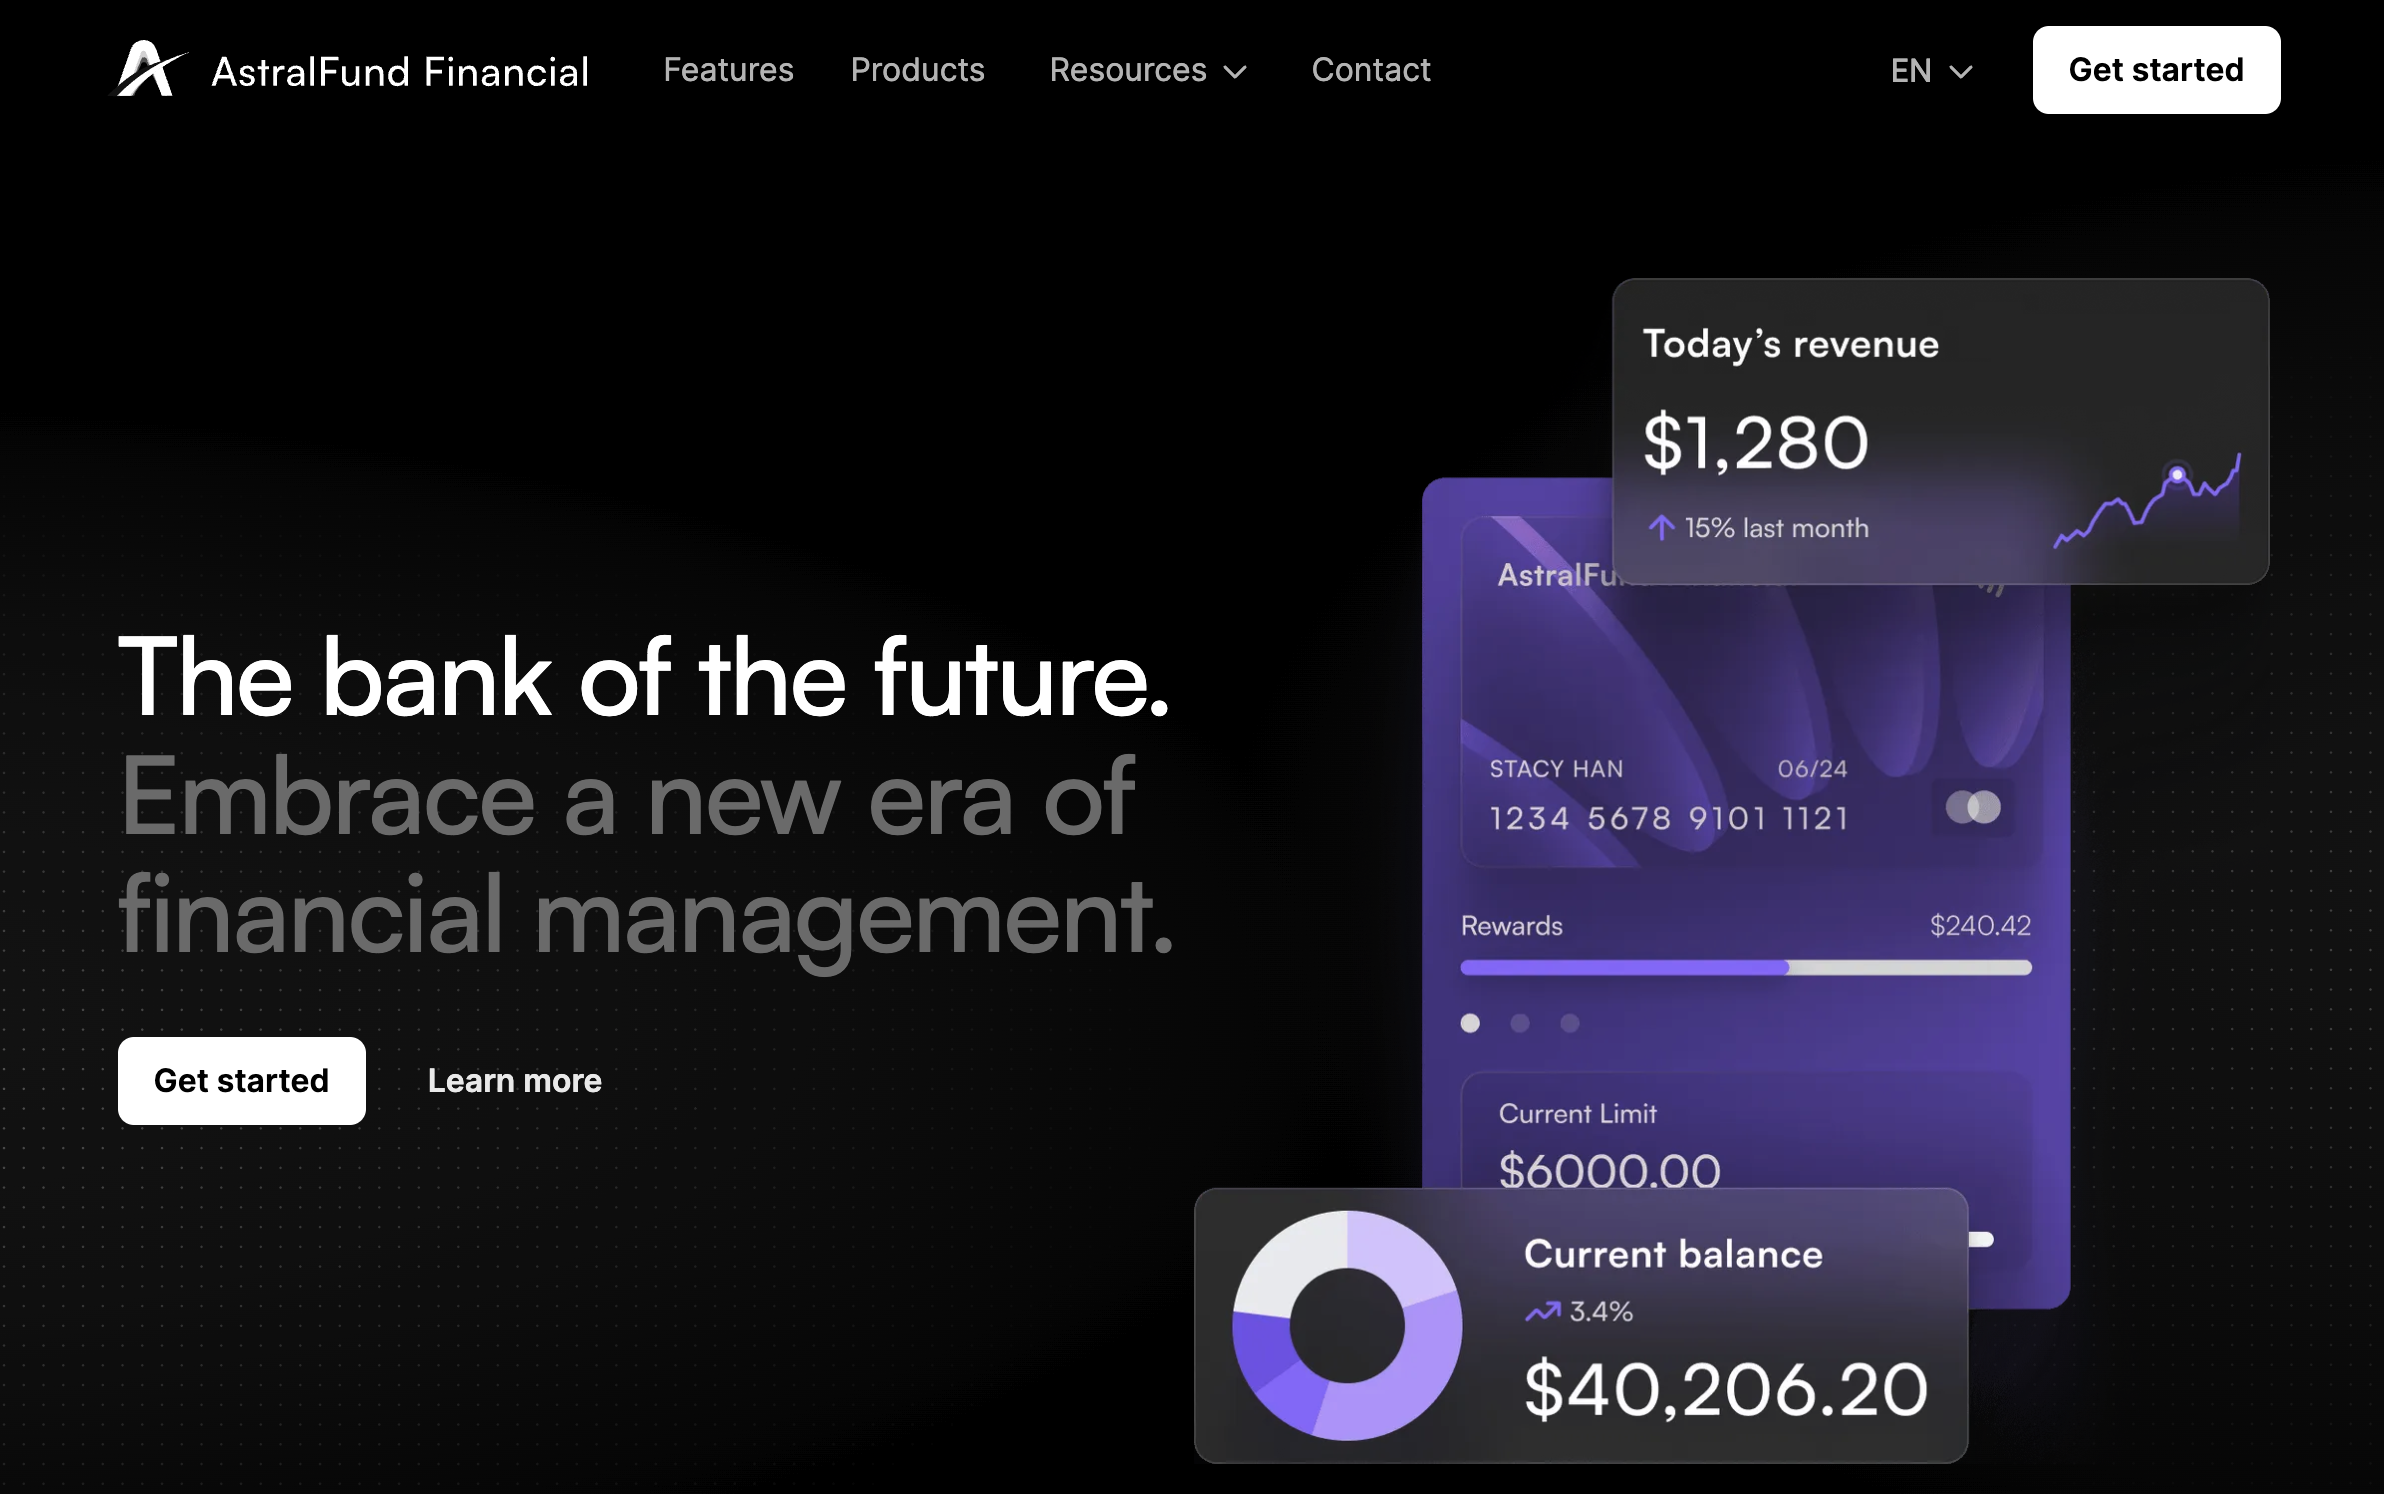 AstralFund Financial
Features
Products
Resources
Contact
EN
Get started
The bank of the future.
Embrace a new era of
financial management.
Get started
Learn more
Today’s revenue
$1,280
15% last month
STACY HAN
06/24
1234 5678 9101 1121
Rewards
$240.42
Current Limit
$6000.00
Current balance
3.4%
$40,206.20